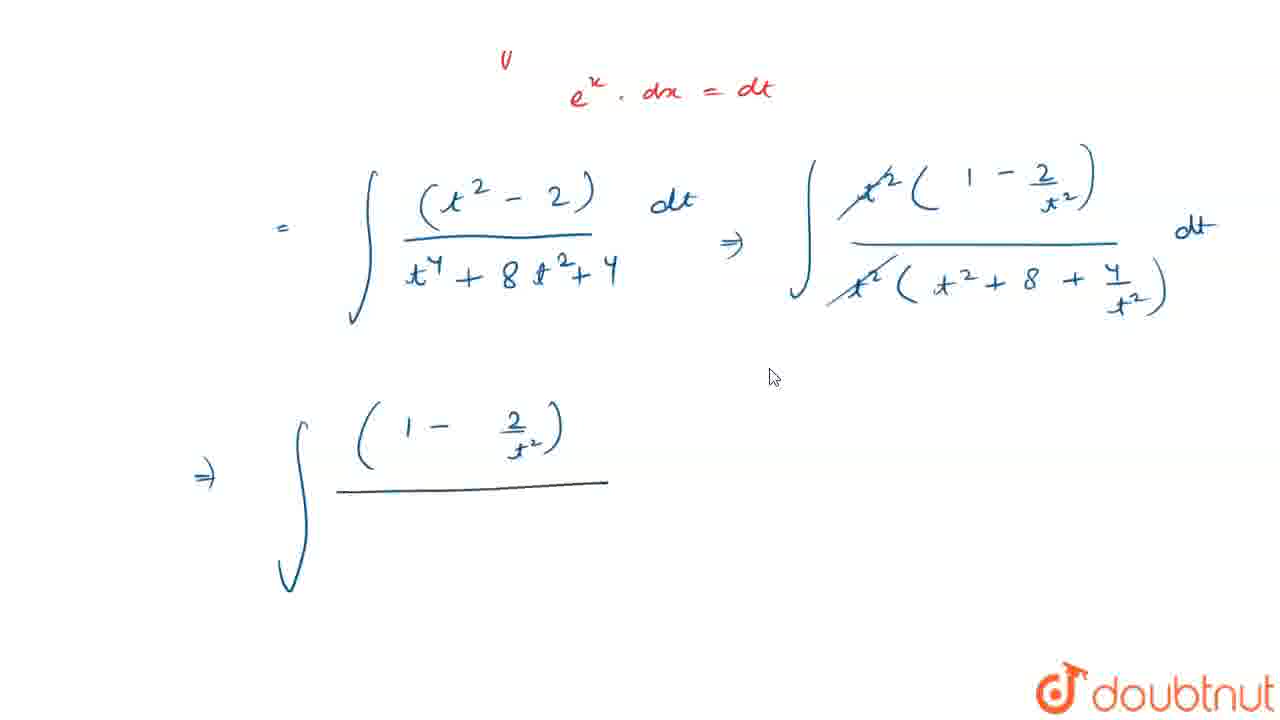 e^x . dx = dt
= ∫ (t^2 - 2) / (t^4 + 8t^2 + 4) dt ⇒ ∫ t^2 (1 - 2/t^2) / t^2 (t^2 + 8 + 4/t^2) dt
⇒ ∫ (1 - 2/t^2)
doubtnut